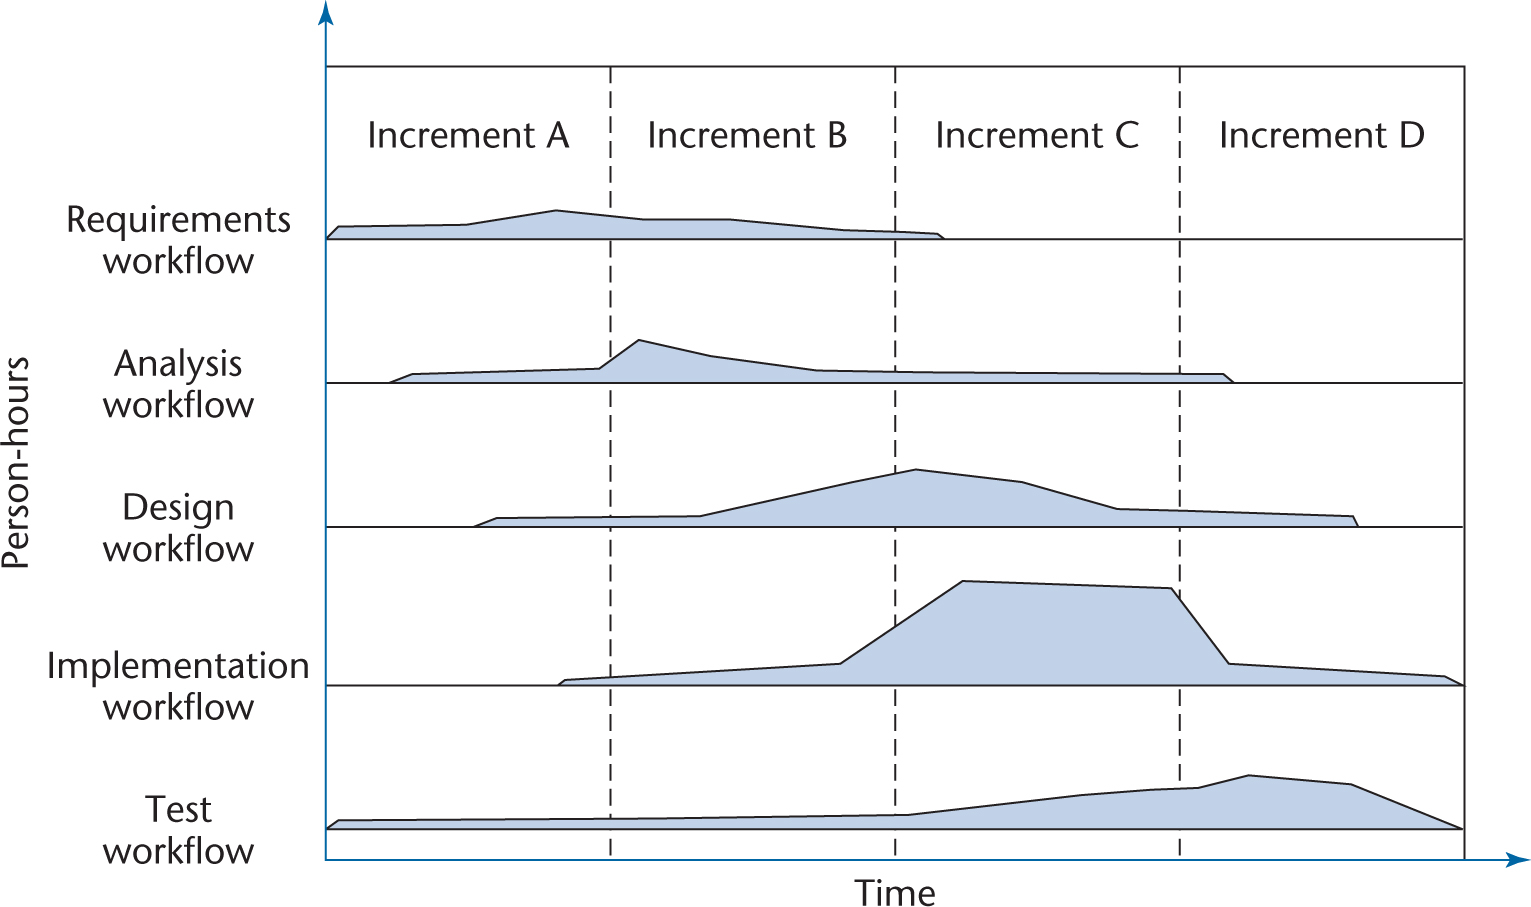 Increment A
Increment B
Increment C
Increment D
Requirements
workflow
Analysis
workflow
Design
workflow
Implementation
workflow
Test
workflow
Person-hours
Time